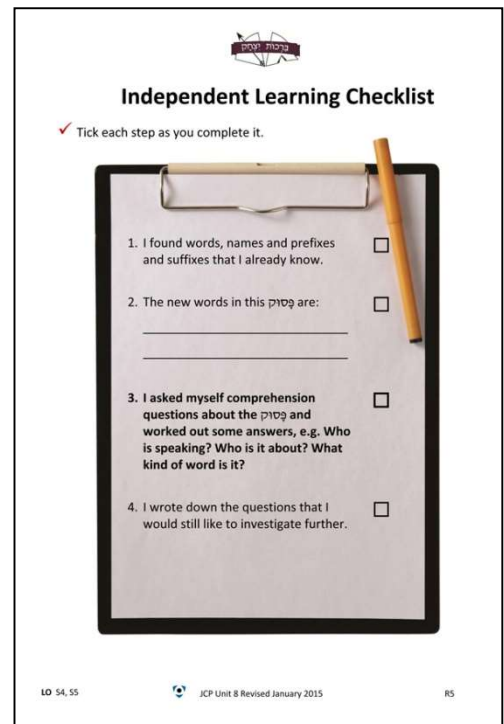 ברכות יצחק
Independent Learning Checklist
Tick each step as you complete it.
1. I found words, names and prefixes
and suffixes that I already know.
2. The new words in this פָּסוּק are:
3. I asked myself comprehension
questions about the פָּסוּק and
worked out some answers, e.g. Who
is speaking? Who is it about? What
kind of word is it?
4. I wrote down the questions that I
would still like to investigate further.
LO S4, S5
JCP Unit 8 Revised January 2015
R5